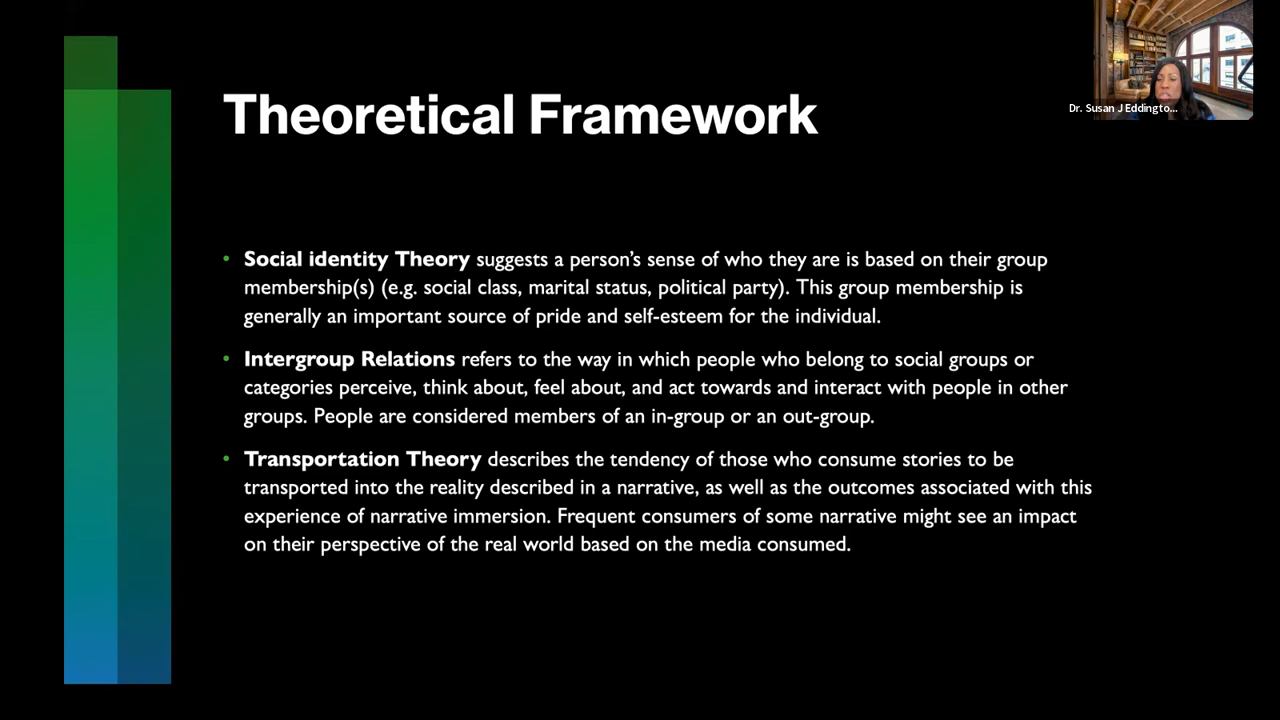 Theoretical Framework
Dr. Susan J Eddingto...
• Social identity Theory suggests a person’s sense of who they are is based on their group
membership(s) (e.g. social class, marital status, political party). This group membership is
generally an important source of pride and self-esteem for the individual.
• Intergroup Relations refers to the way in which people who belong to social groups or
categories perceive, think about, feel about, and act towards and interact with people in other
groups. People are considered members of an in-group or an out-group.
• Transportation Theory describes the tendency of those who consume stories to be
transported into the reality described in a narrative, as well as the outcomes associated with this
experience of narrative immersion. Frequent consumers of some narrative might see an impact
on their perspective of the real world based on the media consumed.